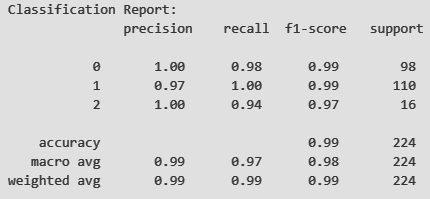 Classification Report:
precision recall f1-score support
0 1.00 0.98 0.99 98
1 0.97 1.00 0.99 110
2 1.00 0.94 0.97 16
accuracy 0.99 224
macro avg 0.99 0.97 0.98 224
weighted avg 0.99 0.99 0.99 224